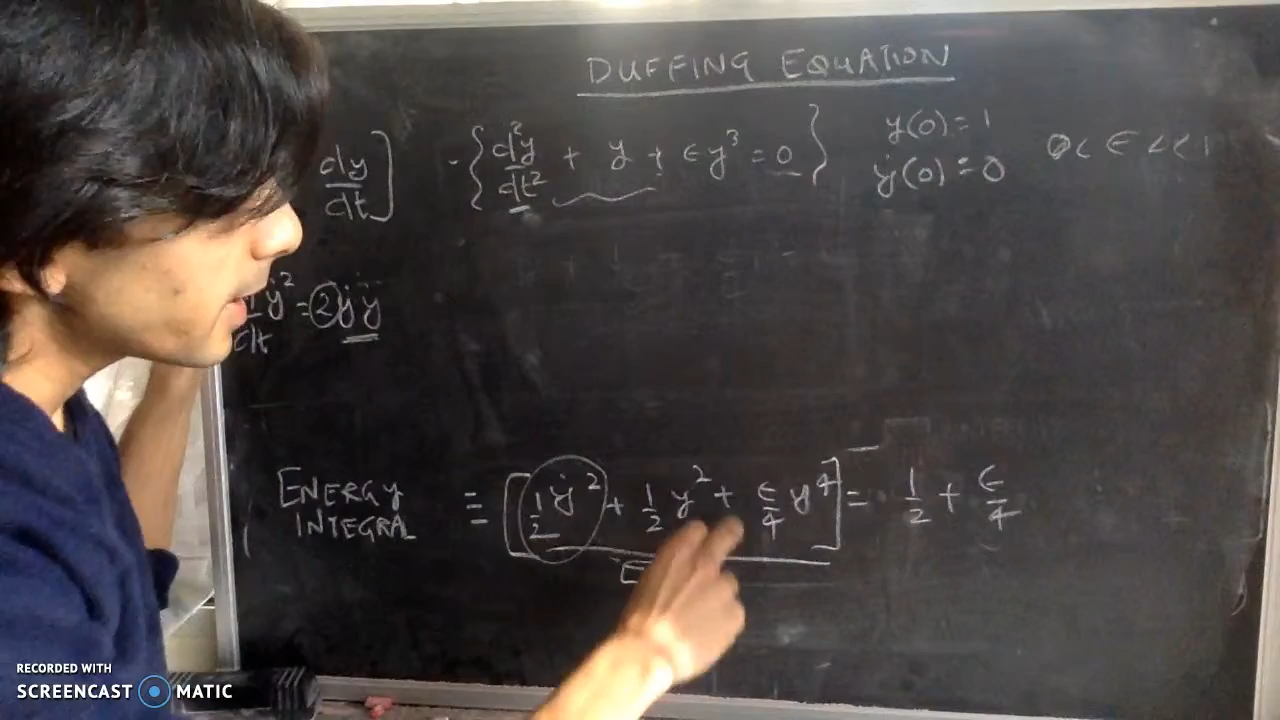 DUFFING EQUATION
dy/dt] - {d²y/dt² + y + εy³ = 0} y(0) = 1 0 < ε << 1
ẏ(0) = 0
ẏ²/dt = 2ẏÿ
ENERGY INTEGRAL ≡ [1/2 ẏ² + 1/2 y² + ε/4 y⁴] = 1/2 + ε/4
E
RECORDED WITH
SCREENCAST MATIC